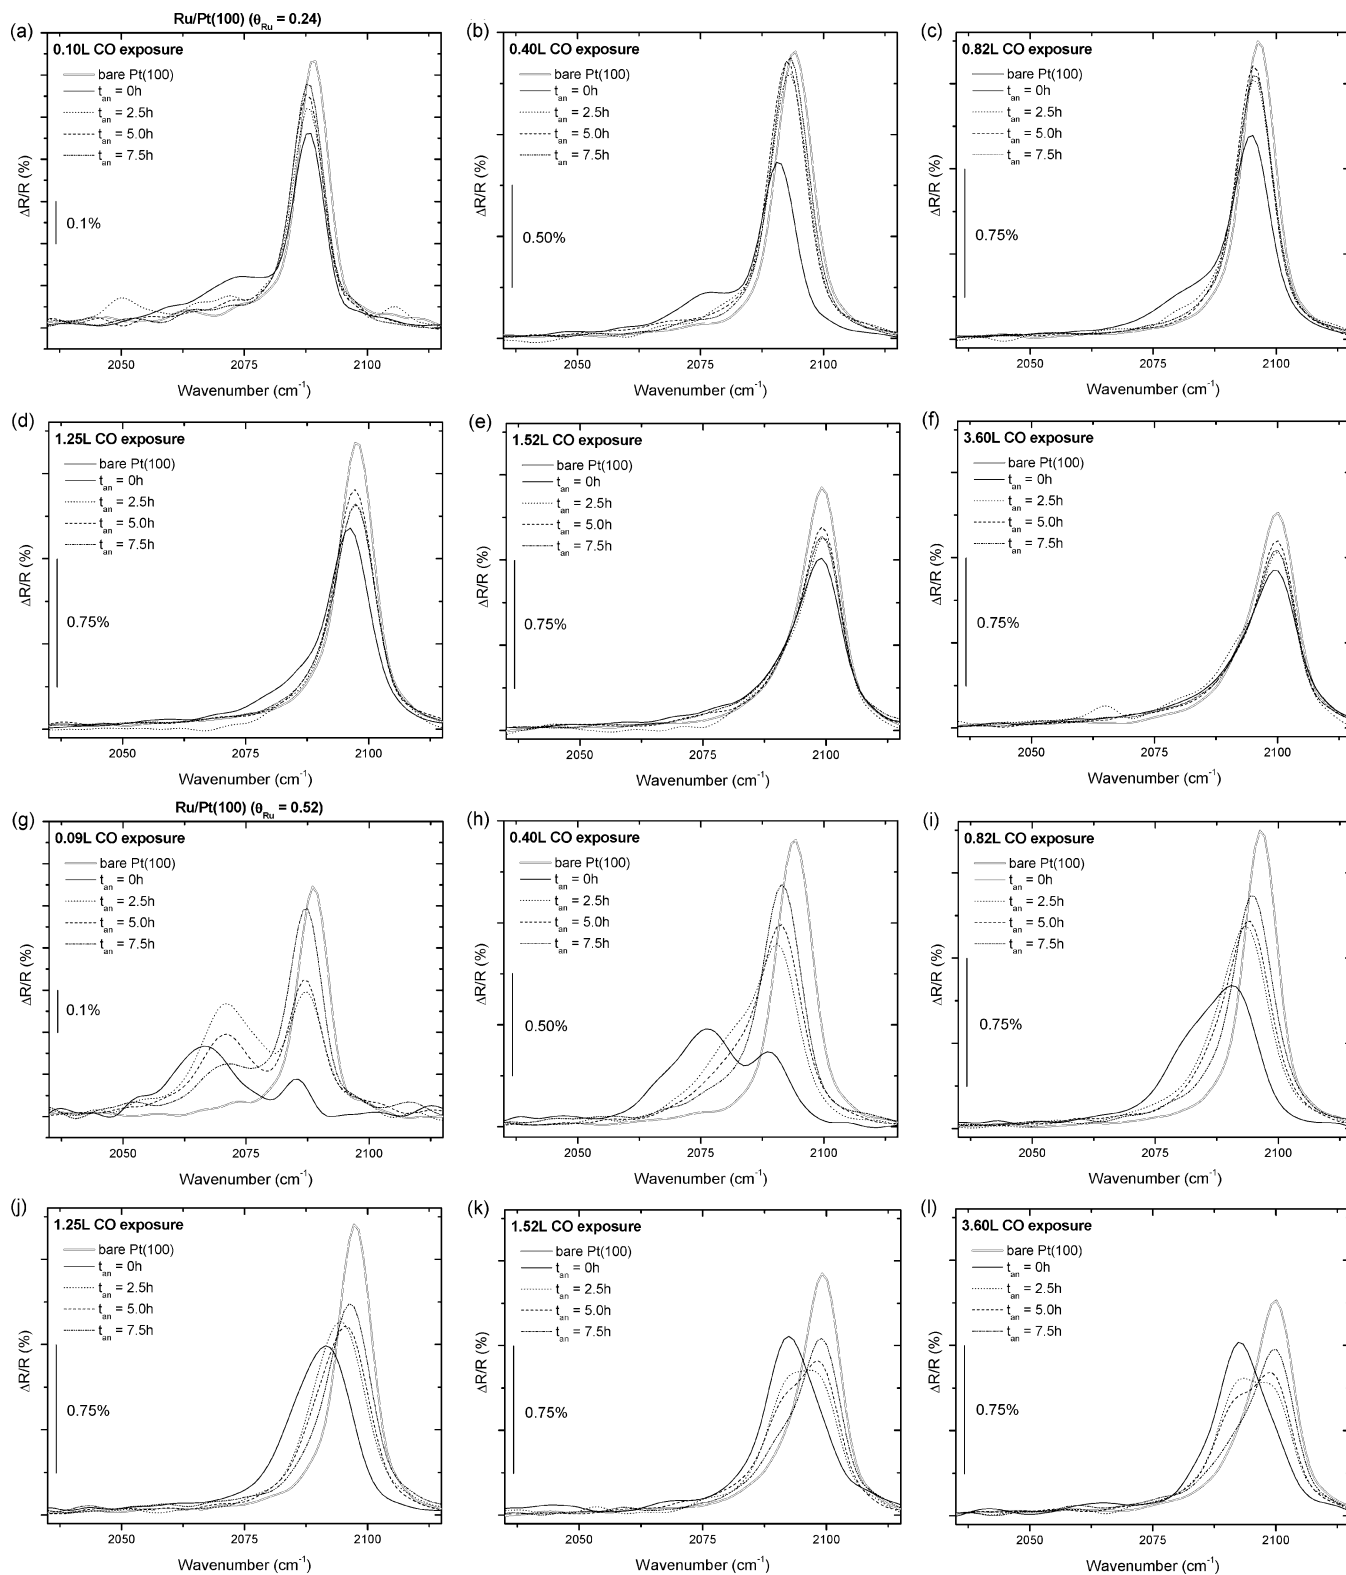 Ru/Pt(100) (θRu = 0.24)
(a)
0.10L CO exposure
bare Pt(100)
tan = 0h
tan = 2.5h
tan = 5.0h
tan = 7.5h
0.1%
ΔR/R (%)
2050 2075 2100
Wavenumber (cm-1)
(b)
0.40L CO exposure
bare Pt(100)
tan = 0h
tan = 2.5h
tan = 5.0h
tan = 7.5h
0.50%
ΔR/R (%)
2050 2075 2100
Wavenumber (cm-1)
(c)
0.82L CO exposure
bare Pt(100)
tan = 0h
tan = 2.5h
tan = 5.0h
tan = 7.5h
0.75%
ΔR/R (%)
2050 2075 2100
Wavenumber (cm-1)
(d)
1.25L CO exposure
bare Pt(100)
tan = 0h
tan = 2.5h
tan = 5.0h
tan = 7.5h
0.75%
ΔR/R (%)
2050 2075 2100
Wavenumber (cm-1)
(e)
1.52L CO exposure
bare Pt(100)
tan = 0h
tan = 2.5h
tan = 5.0h
tan = 7.5h
0.75%
ΔR/R (%)
2050 2075 2100
Wavenumber (cm-1)
(f)
3.60L CO exposure
bare Pt(100)
tan = 0h
tan = 2.5h
tan = 5.0h
tan = 7.5h
0.75%
ΔR/R (%)
2050 2075 2100
Wavenumber (cm-1)
Ru/Pt(100) (θRu = 0.52)
(g)
0.09L CO exposure
bare Pt(100)
tan = 0h
tan = 2.5h
tan = 5.0h
tan = 7.5h
0.1%
ΔR/R (%)
2050 2075 2100
Wavenumber (cm-1)
(h)
0.40L CO exposure
bare Pt(100)
tan = 0h
tan = 2.5h
tan = 5.0h
tan = 7.5h
0.50%
ΔR/R (%)
2050 2075 2100
Wavenumber (cm-1)
(i)
0.82L CO exposure
bare Pt(100)
tan = 0h
tan = 2.5h
tan = 5.0h
tan = 7.5h
0.75%
ΔR/R (%)
2050 2075 2100
Wavenumber (cm-1)
(j)
1.25L CO exposure
bare Pt(100)
tan = 0h
tan = 2.5h
tan = 5.0h
tan = 7.5h
0.75%
ΔR/R (%)
2050 2075 2100
Wavenumber (cm-1)
(k)
1.52L CO exposure
bare Pt(100)
tan = 0h
tan = 2.5h
tan = 5.0h
tan = 7.5h
0.75%
ΔR/R (%)
2050 2075 2100
Wavenumber (cm-1)
(l)
3.60L CO exposure
bare Pt(100)
tan = 0h
tan = 2.5h
tan = 5.0h
tan = 7.5h
0.75%
ΔR/R (%)
2050 2075 2100
Wavenumber (cm-1)